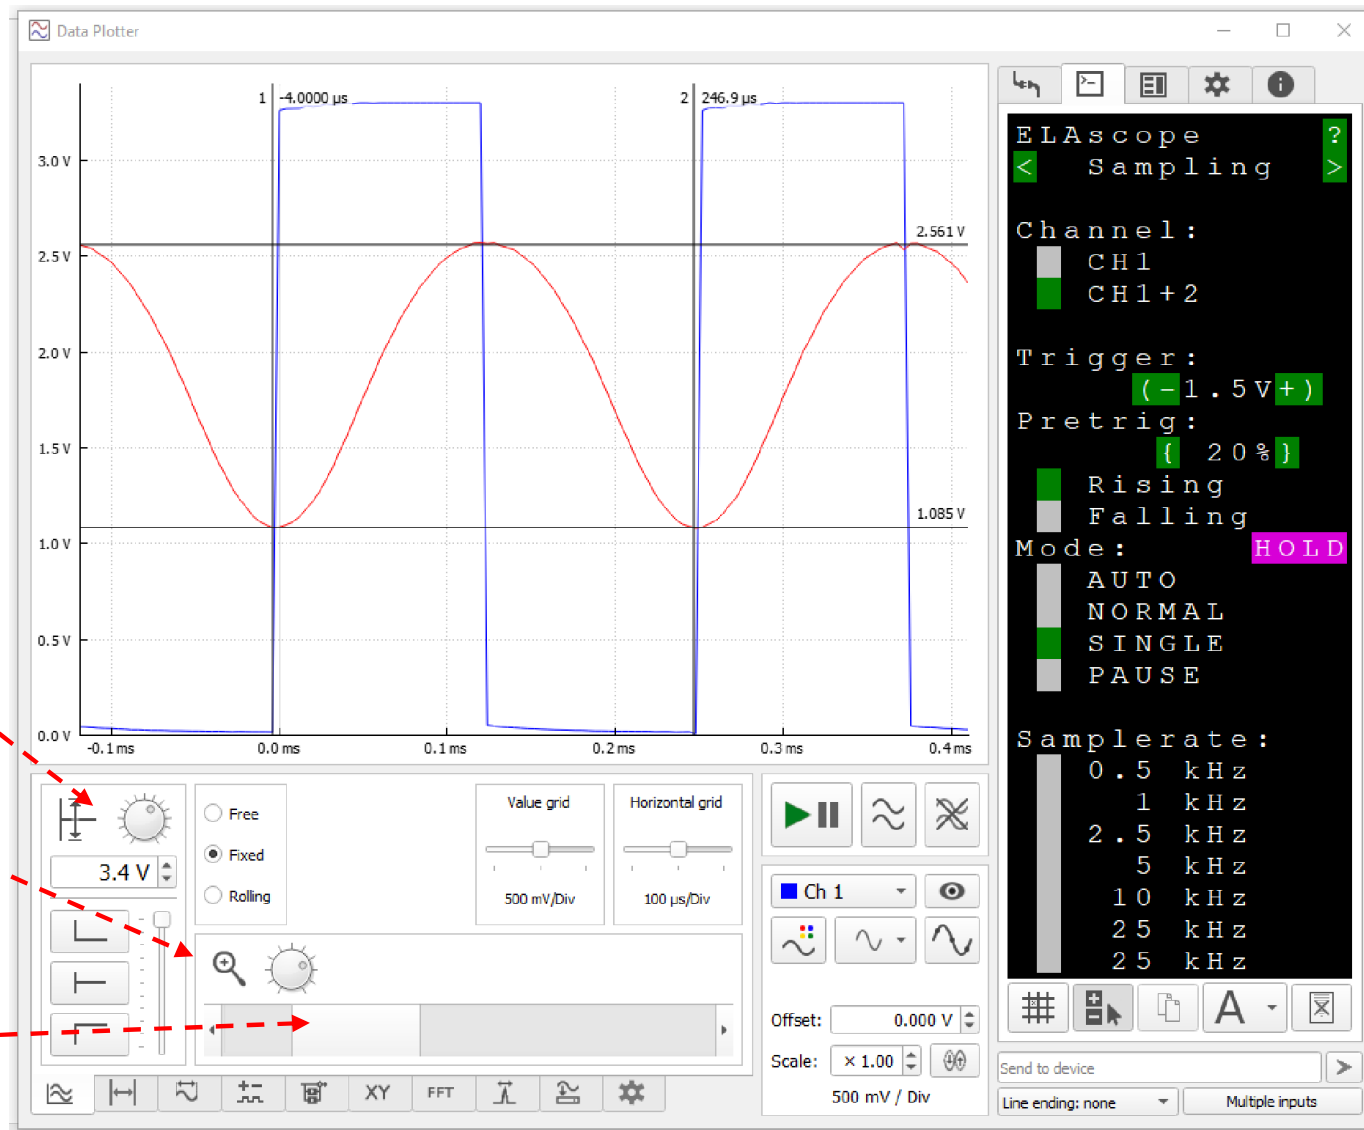 Data Plotter
1 -4.0000 µs
2 246.9 µs
3.0 V
2.5 V
2.0 V
1.5 V
1.0 V
0.5 V
0.0 V
2.561 V
1.085 V
-0.1 ms
0.0 ms
0.1 ms
0.2 ms
0.3 ms
0.4 ms
3.4 V
Free
Fixed
Rolling
Value grid
500 mV/Div
Horizontal grid
100 µs/Div
XY
FFT
Ch 1
Offset: 0.000 V
Scale: × 1.00
500 mV / Div
ELAscope ?
< Sampling >
Channel:
CH1
CH1+2
Trigger:
(-1.5V+)
Pretrig:
{ 20%}
Rising
Falling
Mode: HOLD
AUTO
NORMAL
SINGLE
PAUSE
Samplerate:
0.5 kHz
1 kHz
2.5 kHz
5 kHz
10 kHz
25 kHz
25 kHz
A
Send to device
Line ending: none
Multiple inputs